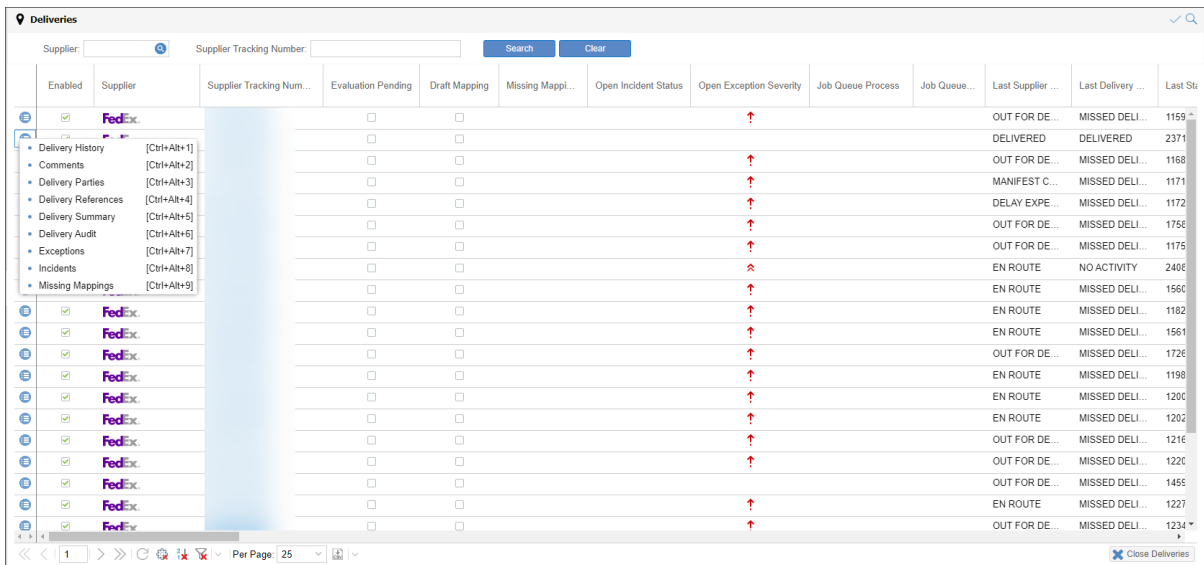 Deliveries
Supplier: Supplier Tracking Number: Search Clear
Enabled Supplier Supplier Tracking Num... Evaluation Pending Draft Mapping Missing Mappi... Open Incident Status Open Exception Severity Job Queue Process Job Queue... Last Supplier ... Last Delivery ... Last Sta
FedEx. OUT FOR DE... MISSED DELI... 1159
DELIVERED DELIVERED 2371
Delivery History [Ctrl+Alt+1]
Comments [Ctrl+Alt+2] OUT FOR DE... MISSED DELI... 1168
Delivery Parties [Ctrl+Alt+3] MANIFEST C... MISSED DELI... 1171
Delivery References [Ctrl+Alt+4] DELAY EXPE... MISSED DELI... 1172
Delivery Summary [Ctrl+Alt+5] OUT FOR DE... MISSED DELI... 1758
Delivery Audit [Ctrl+Alt+6]
Exceptions [Ctrl+Alt+7] OUT FOR DE... MISSED DELI... 1175
Incidents [Ctrl+Alt+8] EN ROUTE NO ACTIVITY 2408
Missing Mappings [Ctrl+Alt+9] EN ROUTE MISSED DELI... 1560
FedEx. EN ROUTE MISSED DELI... 1182
FedEx. EN ROUTE MISSED DELI... 1561
FedEx. OUT FOR DE... MISSED DELI... 1726
FedEx. EN ROUTE MISSED DELI... 1198
FedEx. EN ROUTE MISSED DELI... 1200
FedEx. EN ROUTE MISSED DELI... 1202
FedEx. OUT FOR DE... MISSED DELI... 1216
FedEx. OUT FOR DE... MISSED DELI... 1220
FedEx. OUT FOR DE... MISSED DELI... 1459
FedEx. EN ROUTE MISSED DELI... 1227
FedEx. OUT FOR DE... MISSED DELI... 1234
1 Per Page: 25 Close Deliveries